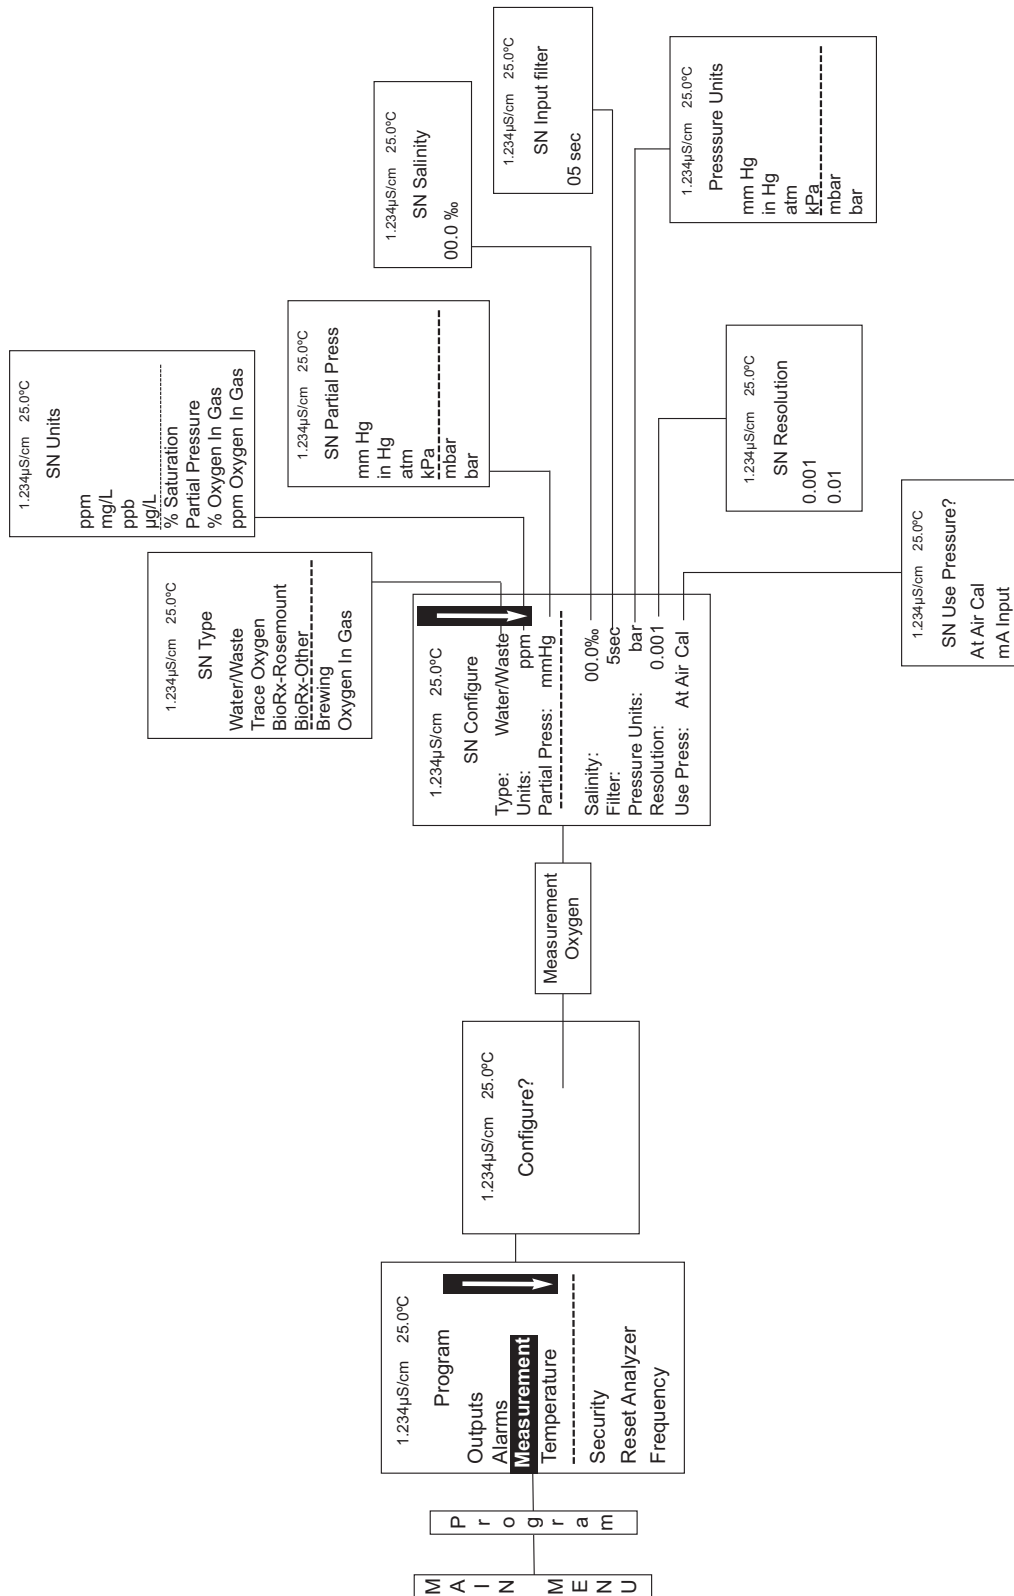 MAIN MENU
Program
1.234µS/cm 25.0ºC
Program
Outputs
Alarms
Measurement
Temperature
Security
Reset Analyzer
Frequency
1.234µS/cm 25.0ºC
Configure?
Measurement
Oxygen
1.234µS/cm 25.0ºC
SN Configure
Type: Water/Waste
Units: ppm
Partial Press: mmHg
Salinity: 00.0‰
Filter: 5sec
Pressure Units: bar
Resolution: 0.001
Use Press: At Air Cal
1.234µS/cm 25.0ºC
SN Type
Water/Waste
Trace Oxygen
BioRx-Rosemount
BioRx-Other
Brewing
Oxygen In Gas
1.234µS/cm 25.0ºC
SN Units
ppm
mg/L
ppb
µg/L
% Saturation
Partial Pressure
% Oxygen In Gas
ppm Oxygen In Gas
1.234µS/cm 25.0ºC
SN Partial Press
mm Hg
in Hg
atm
kPa
mbar
bar
1.234µS/cm 25.0ºC
SN Salinity
00.0 ‰
1.234µS/cm 25.0ºC
SN Input filter
05 sec
1.234µS/cm 25.0ºC
Presssure Units
mm Hg
in Hg
atm
kPa
mbar
bar
1.234µS/cm 25.0ºC
SN Resolution
0.001
0.01
1.234µS/cm 25.0ºC
SN Use Pressure?
At Air Cal
mA Input